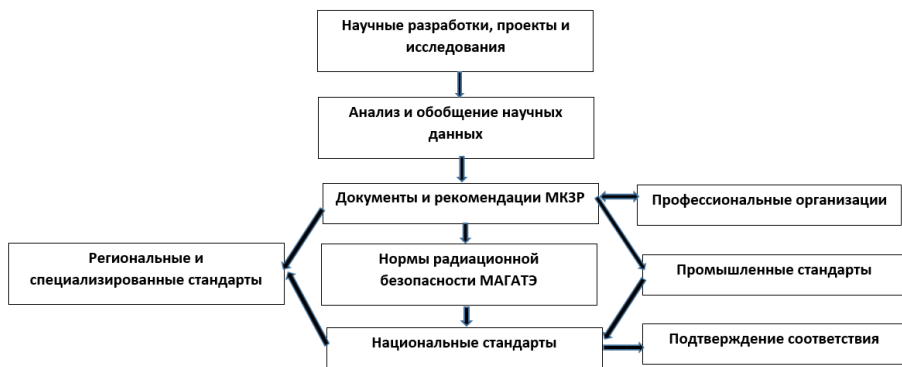 Научные разработки, проекты и
исследования
Анализ и обобщение научных
данных
Документы и рекомендации МКЗР
Профессиональные организации
Региональные и
специализированные стандарты
Нормы радиационной
безопасности МАГАТЭ
Промышленные стандарты
Национальные стандарты
Подтверждение соответствия